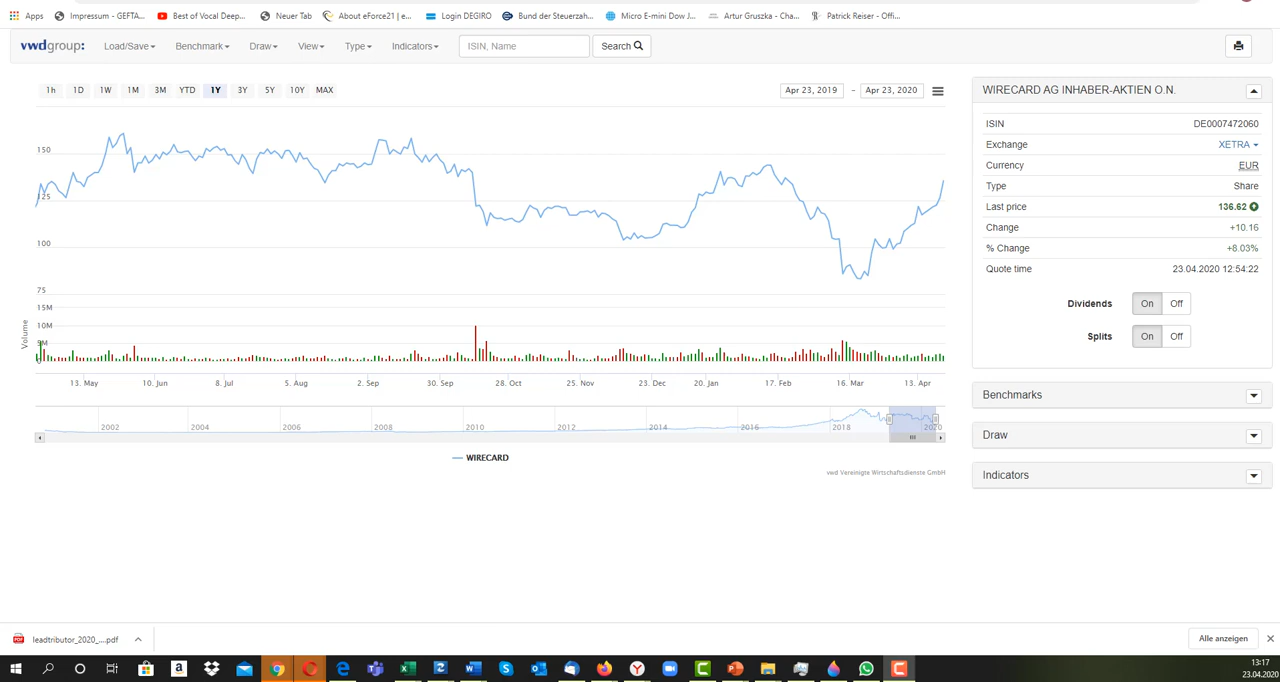 Apps Impressum - GEFTA... Best of Vocal Deep... Neuer Tab About eForce21 | e... Login DEGIRO Bund der Steuerzah... Micro E-mini Dow J... Artur Gruszka - Cha... Patrick Reiser - Offi...
vwdgroup: Load/Save Benchmark Draw View Type Indicators ISIN, Name Search
1h 1D 1W 1M 3M YTD 1Y 3Y 5Y 10Y MAX Apr 23, 2019 - Apr 23, 2020
WIRECARD AG INHABER-AKTIEN O.N.
ISIN DE0007472060
Exchange XETRA
Currency EUR
Type Share
Last price 136.62
Change +10.16
% Change +8.03%
Quote time 23.04.2020 12:54:22
Dividends On Off
Splits On Off
Benchmarks
Draw
Indicators
150
125
100
75
15M
10M
5M
0
Volume
13. May 10. Jun 8. Jul 5. Aug 2. Sep 30. Sep 28. Oct 25. Nov 23. Dec 20. Jan 17. Feb 16. Mar 13. Apr
2002 2004 2006 2008 2010 2012 2014 2016 2018 2020
WIRECARD
vwd Vereinigte Wirtschaftsdienste GmbH
leadtributor_2020_....pdf Alle anzeigen
13:17
23.04.2020